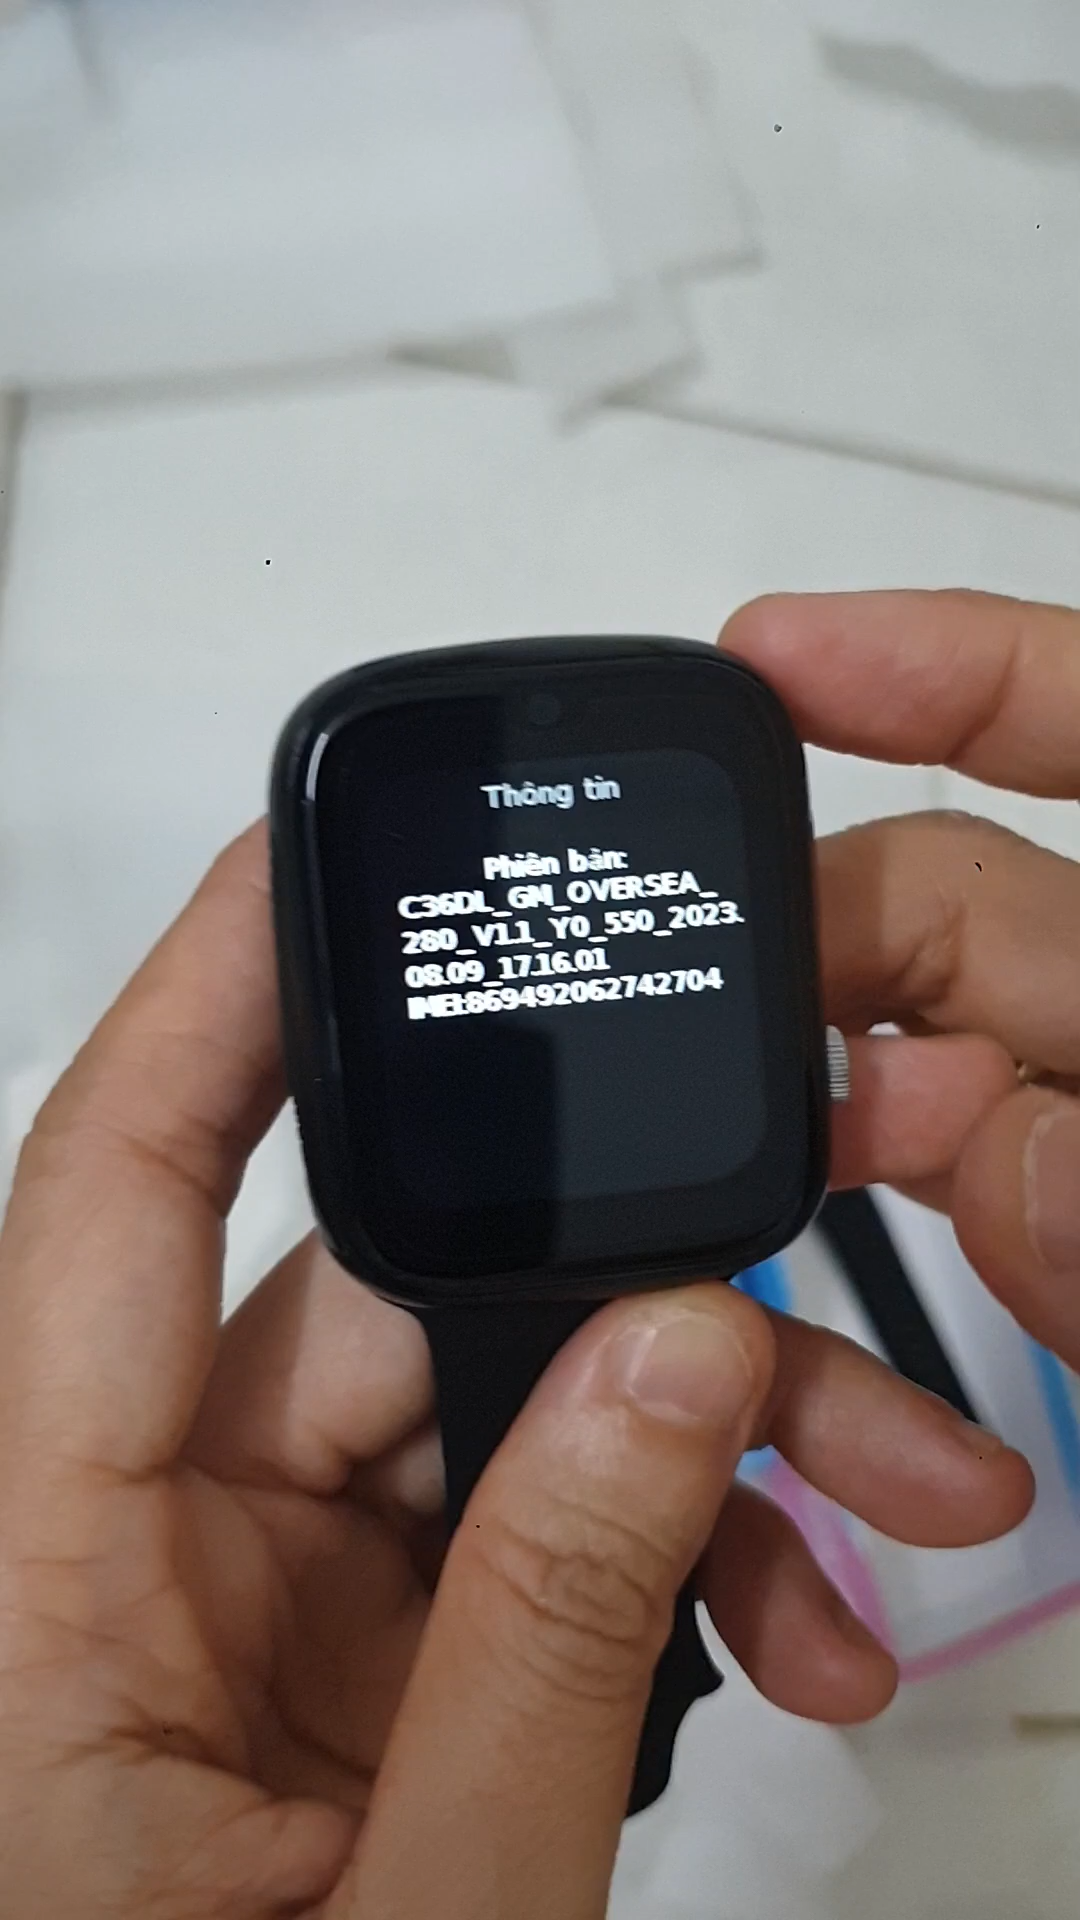 Thông tin
Phiên bản:
C36DL_GM_OVERSEA_
280_V1.1_Y0_550_2023.
08.09_17.16.01
IMEI:869492062742704